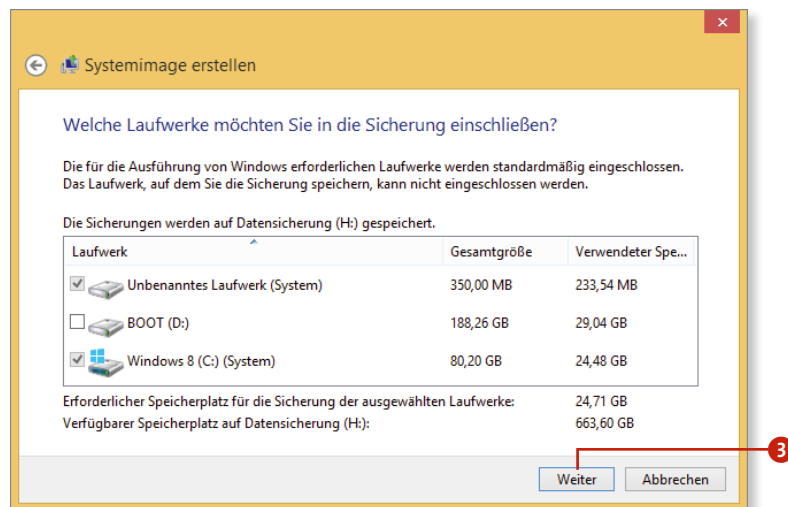 Systemimage erstellen
Welche Laufwerke möchten Sie in die Sicherung einschließen?
Die für die Ausführung von Windows erforderlichen Laufwerke werden standardmäßig eingeschlossen.
Das Laufwerk, auf dem Sie die Sicherung speichern, kann nicht eingeschlossen werden.
Die Sicherungen werden auf Datensicherung (H:) gespeichert.
Laufwerk Gesamtgröße Verwendeter Spe...
Unbenanntes Laufwerk (System) 350,00 MB 233,54 MB
BOOT (D:) 188,26 GB 29,04 GB
Windows 8 (C:) (System) 80,20 GB 24,48 GB
Erforderlicher Speicherplatz für die Sicherung der ausgewählten Laufwerke: 24,71 GB
Verfügbarer Speicherplatz auf Datensicherung (H:): 663,60 GB
3
Weiter Abbrechen